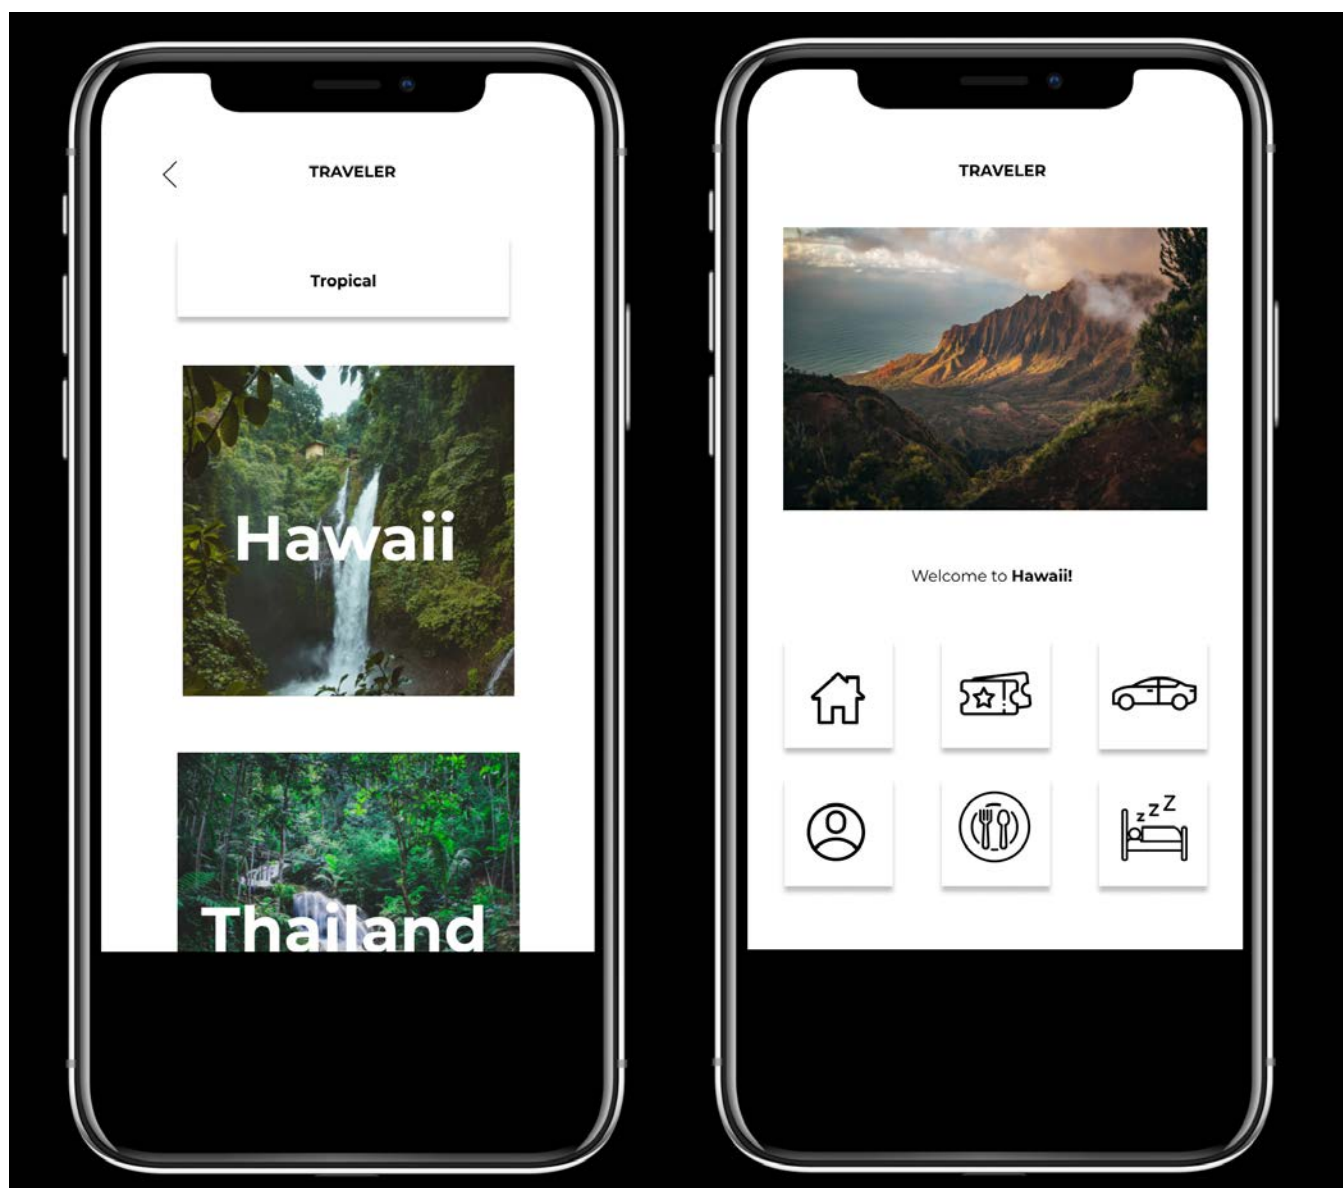 TRAVELER
Tropical
Hawaii
Thailand
TRAVELER
Welcome to Hawaii!
z z Z